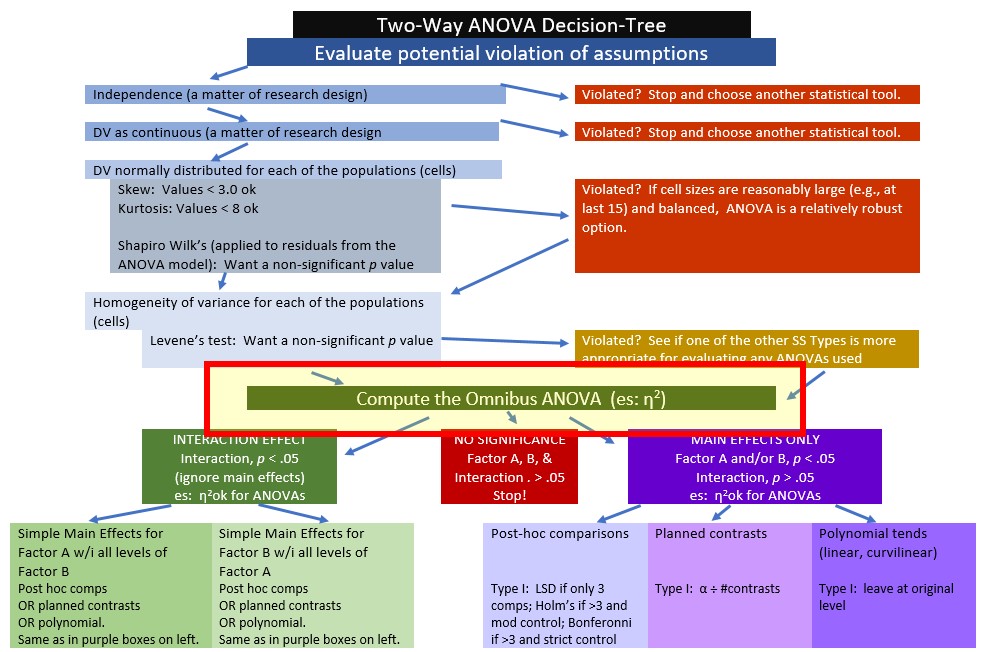 Two-Way ANOVA Decision-Tree
Evaluate potential violation of assumptions
Independence (a matter of research design)
Violated? Stop and choose another statistical tool.
DV as continuous (a matter of research design
Violated? Stop and choose another statistical tool.
DV normally distributed for each of the populations (cells)
Skew: Values < 3.0 ok
Kurtosis: Values < 8 ok
Shapiro Wilk's (applied to residuals from the
ANOVA model): Want a non-significant p value
Violated? If cell sizes are reasonably large (e.g., at
last 15) and balanced, ANOVA is a relatively robust
option.
Homogeneity of variance for each of the populations
(cells)
Levene's test: Want a non-significant p value
Violated? See if one of the other SS Types is more
appropriate for evaluating any ANOVAs used
Compute the Omnibus ANOVA (es: η²)
INTERACTION EFFECT
Interaction, p < .05
(ignore main effects)
es: η²ok for ANOVAs
NO SIGNIFICANCE
Factor A, B, &
Interaction . > .05
Stop!
MAIN EFFECTS ONLY
Factor A and/or B, p < .05
Interaction, p > .05
es: η²ok for ANOVAs
Simple Main Effects for
Factor A w/i all levels of
Factor B
Post hoc comps
OR planned contrasts
OR polynomial.
Same as in purple boxes on left.
Simple Main Effects for
Factor B w/i all levels of
Factor A
Post hoc comps
OR planned contrasts
OR polynomial.
Same as in purple boxes on left.
Post-hoc comparisons
Type I: LSD if only 3
comps; Holm's if >3 and
mod control; Bonferonni
if >3 and strict control
Planned contrasts
Type I: α ÷ #contrasts
Polynomial tends
(linear, curvilinear)
Type I: leave at original
level